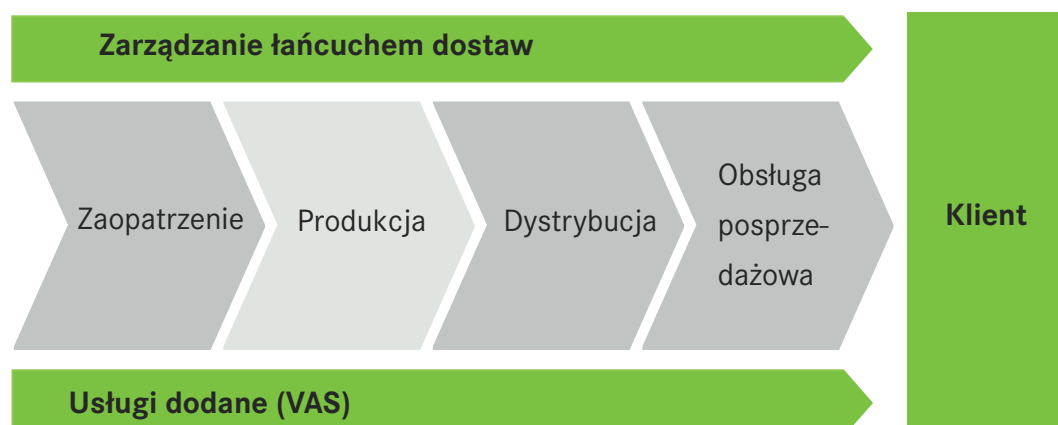 Zarządzanie łańcuchem dostaw
Zaopatrzenie
Produkcja
Dystrybucja
Obsługa
posprze-
dażowa
Klient
Usługi dodane (VAS)